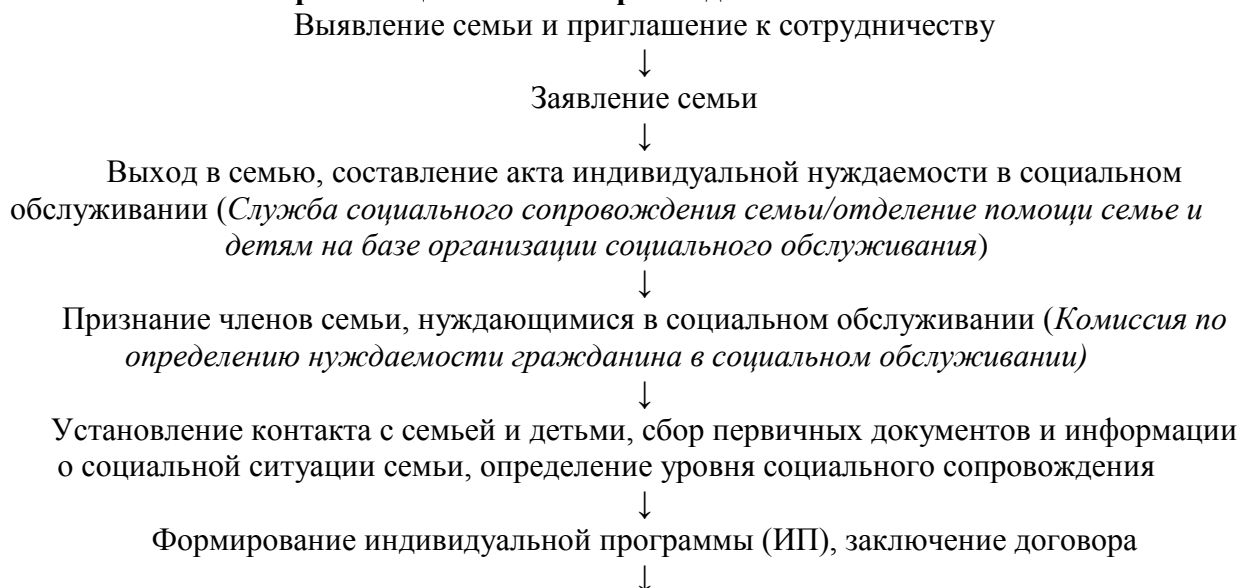 Выявление семьи и приглашение к сотрудничеству
↓
Заявление семьи
↓
Выход в семью, составление акта индивидуальной нуждаемости в социальном
обслуживании (Служба социального сопровождения семьи/отделение помощи семье и
детям на базе организации социального обслуживания)
↓
Признание членов семьи, нуждающимися в социальном обслуживании (Комиссия по
определению нуждаемости гражданина в социальном обслуживании)
↓
Установление контакта с семьей и детьми, сбор первичных документов и информации
о социальной ситуации семьи, определение уровня социального сопровождения
↓
Формирование индивидуальной программы (ИП), заключение договора
↓